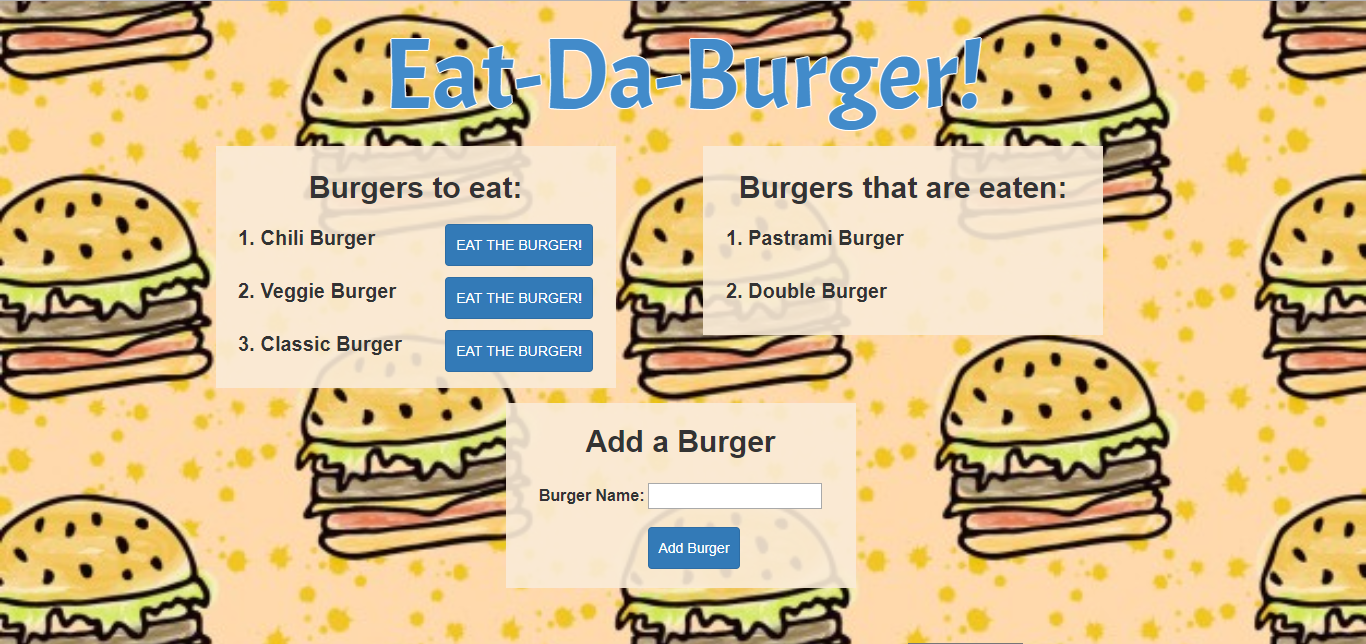 Eat-Da-Burger!
Burgers to eat:
1. Chili Burger EAT THE BURGER!
2. Veggie Burger EAT THE BURGER!
3. Classic Burger EAT THE BURGER!
Burgers that are eaten:
1. Pastrami Burger
2. Double Burger
Add a Burger
Burger Name:
Add Burger